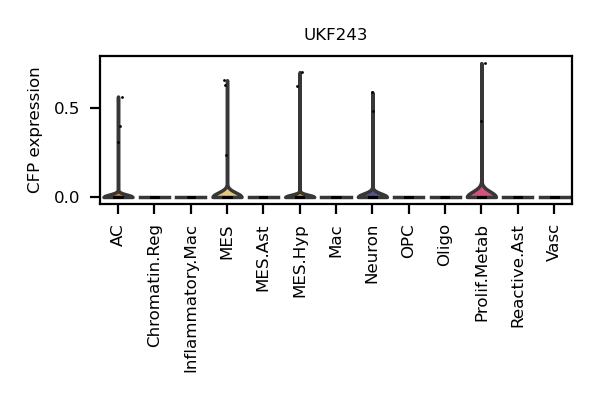 UKF243
CFP expression
0.5
0.0
AC
Chromatin.Reg
Inflammatory.Mac
MES
MES.Ast
MES.Hyp
Mac
Neuron
OPC
Oligo
Prolif.Metab
Reactive.Ast
Vasc